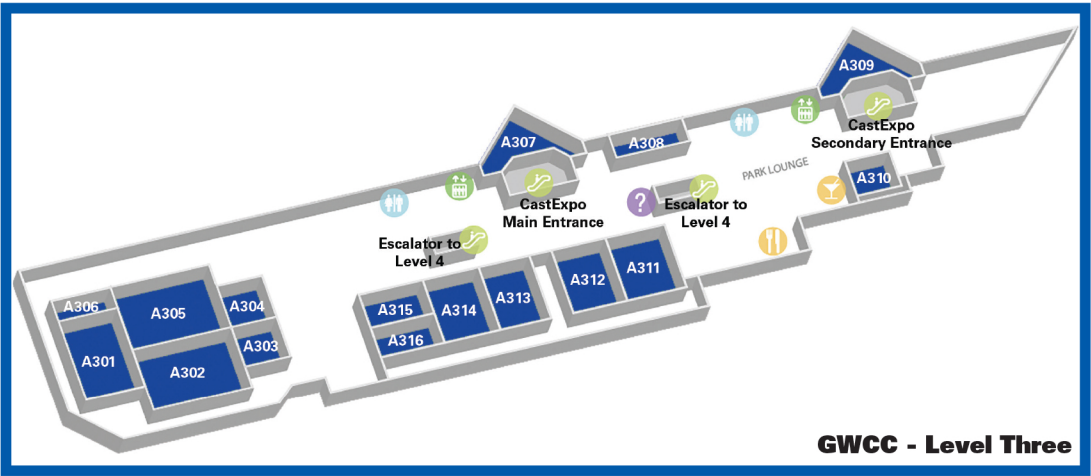 A309
CastExpo
Secondary Entrance
A307
A308
PARK LOUNGE
A310
CastExpo
Main Entrance
?
Escalator to
Level 4
Escalator to
Level 4
A311
A312
A313
A314
A315
A316
A306
A305
A304
A303
A301
A302
GWCC - Level Three